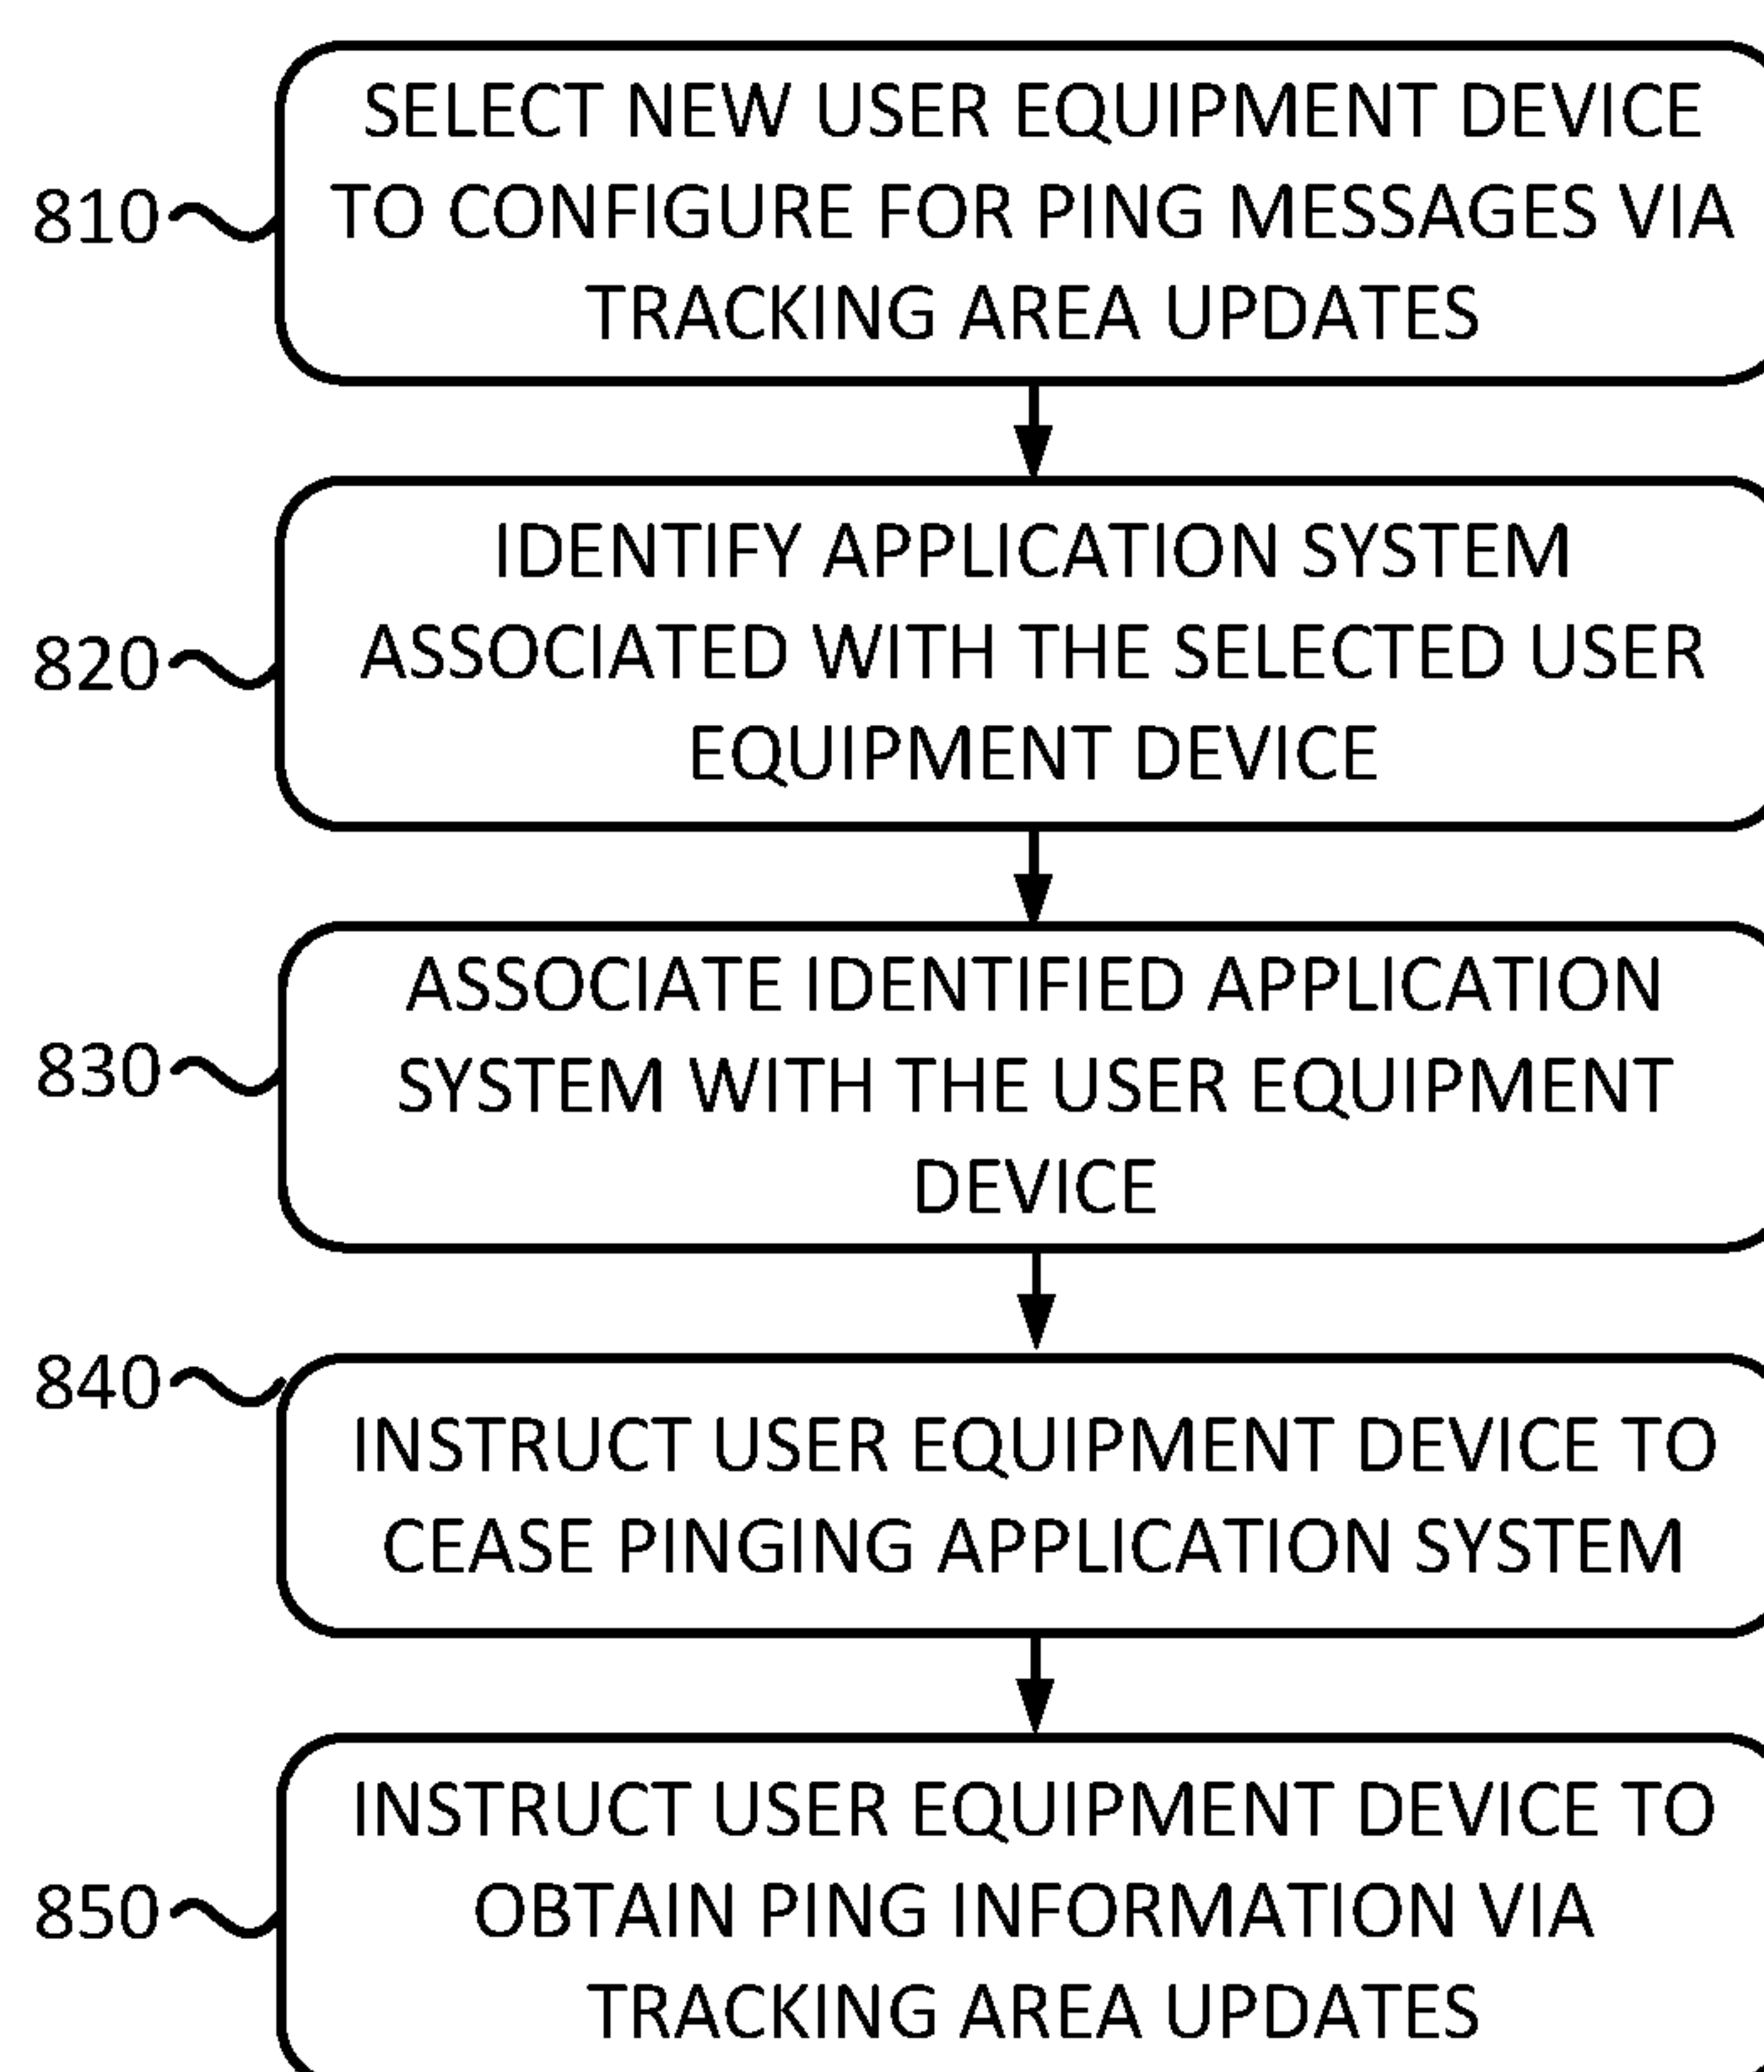 SELECT NEW USER EQUIPMENT DEVICE
810 TO CONFIGURE FOR PING MESSAGES VIA
TRACKING AREA UPDATES
IDENTIFY APPLICATION SYSTEM
820 ASSOCIATED WITH THE SELECTED USER
EQUIPMENT DEVICE
ASSOCIATE IDENTIFIED APPLICATION
830 SYSTEM WITH THE USER EQUIPMENT
DEVICE
840
INSTRUCT USER EQUIPMENT DEVICE TO
CEASE PINGING APPLICATION SYSTEM
INSTRUCT USER EQUIPMENT DEVICE TO
850 OBTAIN PING INFORMATION VIA
TRACKING AREA UPDATES